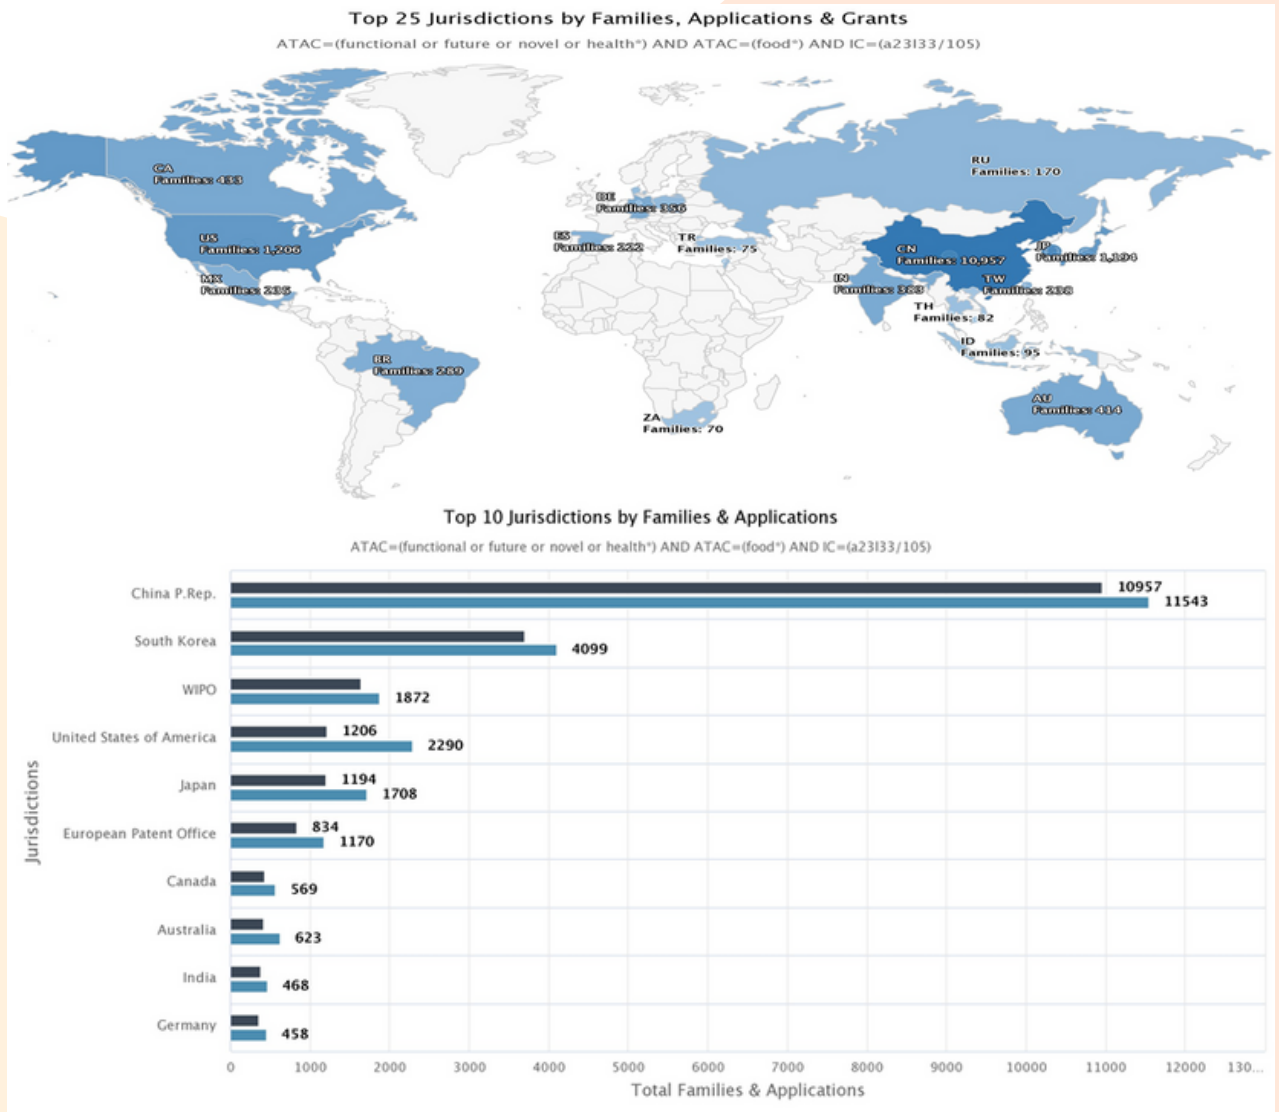 Top 25 Jurisdictions by Families, Applications & Grants
ATAC=(functional or future or novel or health*) AND ATAC=(food*) AND IC=(a23l33/105)
RU
Families: 170
CA
Families: 433
DE
Families: 356
US
Families: 1,206
ES
Families: 222
TR
Families: 75
CN
Families: 10,957
JP
Families: 1,194
MX
Families: 235
IN
Families: 383
TW
Families: 238
TH
Families: 82
ID
Families: 95
BR
Families: 289
AU
Families: 414
ZA
Families: 70
Top 10 Jurisdictions by Families & Applications
ATAC=(functional or future or novel or health*) AND ATAC=(food*) AND IC=(a23l33/105)
Jurisdictions
China P.Rep.
10957
11543
South Korea
4099
WIPO
1872
United States of America
1206
2290
Japan
1194
1708
European Patent Office
834
1170
Canada
569
Australia
623
India
468
Germany
458
0 1000 2000 3000 4000 5000 6000 7000 8000 9000 10000 11000 12000 130...
Total Families & Applications